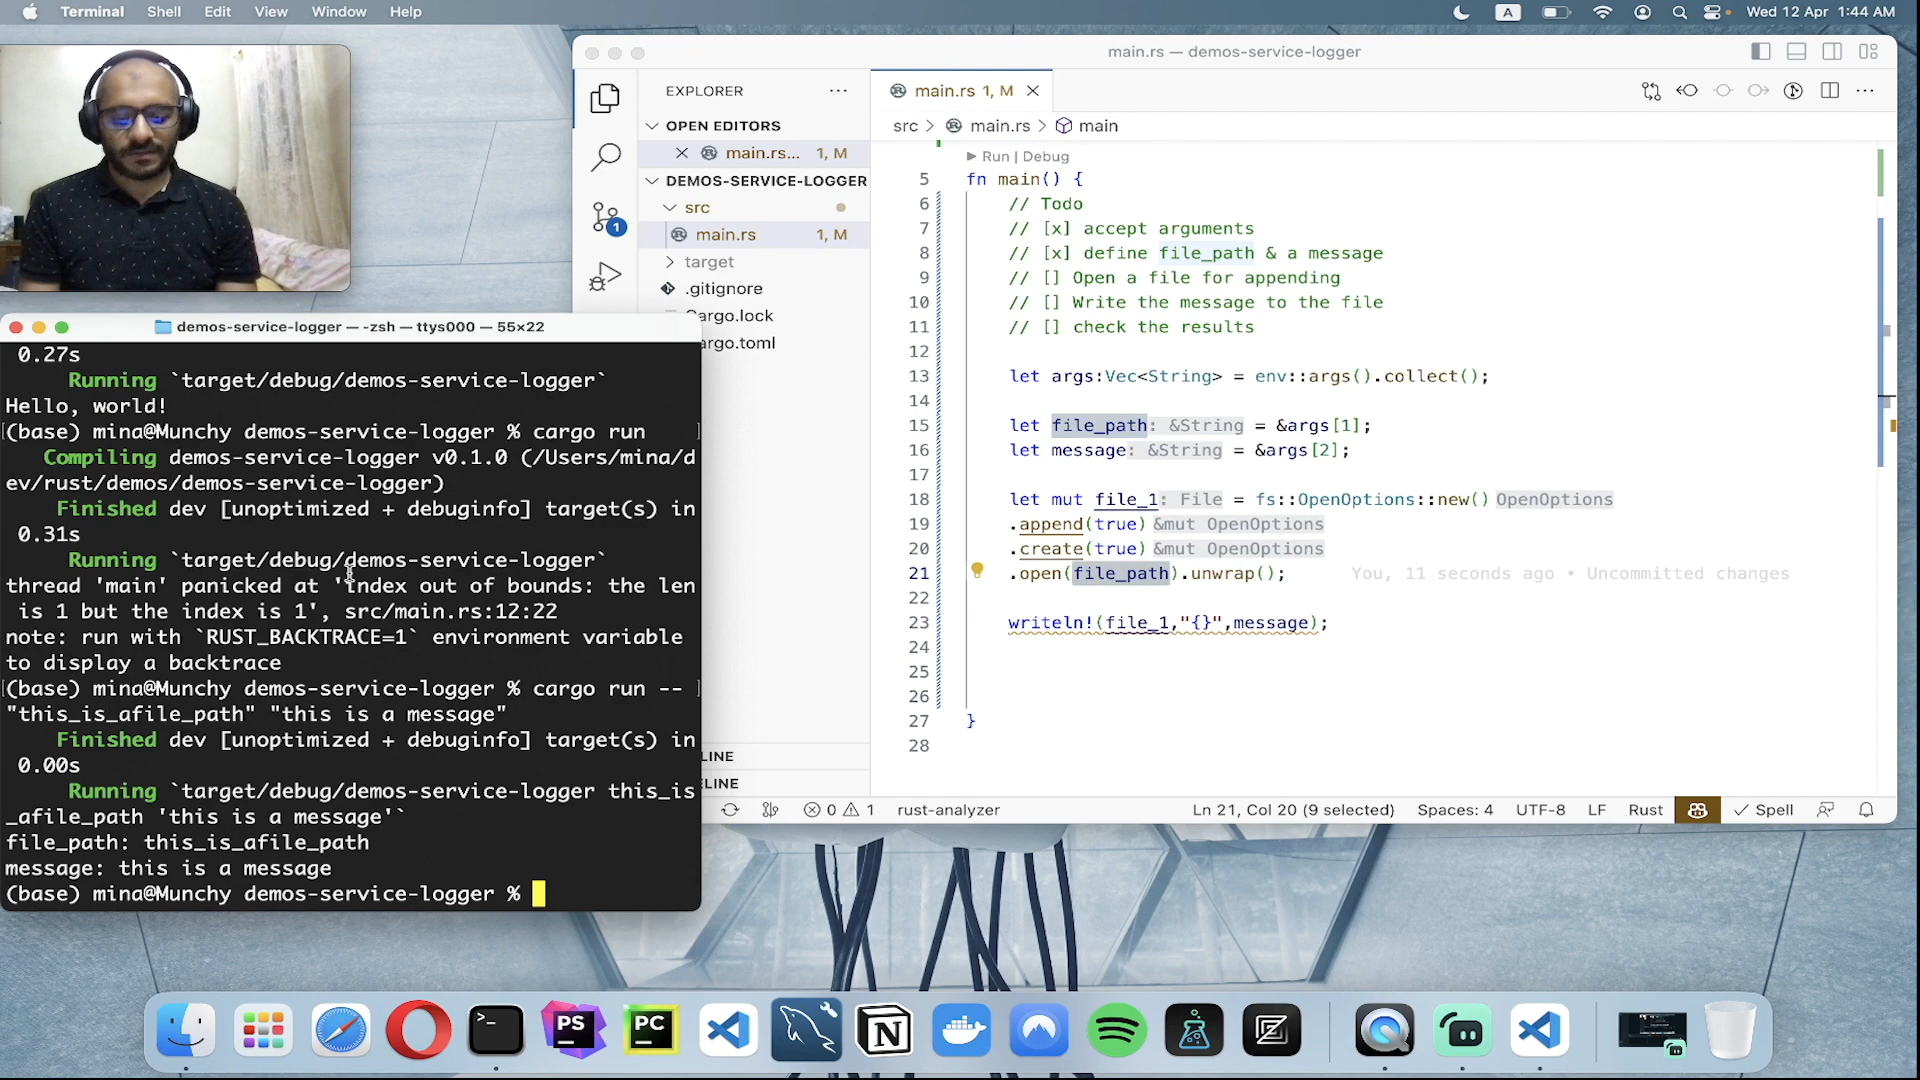 Terminal Shell Edit View Window Help
A
Wed 12 Apr 1:44 AM
main.rs — demos-service-logger
EXPLORER
OPEN EDITORS
main.rs... 1, M
DEMOS-SERVICE-LOGGER
src
main.rs 1, M
target
.gitignore
Cargo.lock
argo.toml
LINE
ELINE
1
main.rs 1, M
src > main.rs > main
Run | Debug
5 fn main() {
6 // Todo
7 // [x] accept arguments
8 // [x] define file_path & a message
9 // [] Open a file for appending
10 // [] Write the message to the file
11 // [] check the results
12
13 let args:Vec<String> = env::args().collect();
14
15 let file_path: &String = &args[1];
16 let message: &String = &args[2];
17
18 let mut file_1: File = fs::OpenOptions::new() OpenOptions
19 .append(true) &mut OpenOptions
20 .create(true) &mut OpenOptions
21 .open(file_path).unwrap(); You, 11 seconds ago • Uncommitted changes
22
23 writeln!(file_1,"{}",message);
24
25
26
27 }
28
0 1 rust-analyzer Ln 21, Col 20 (9 selected) Spaces: 4 UTF-8 LF Rust Spell
demos-service-logger — -zsh — ttys000 — 55×22
0.27s
Running `target/debug/demos-service-logger`
Hello, world!
(base) mina@Munchy demos-service-logger % cargo run
Compiling demos-service-logger v0.1.0 (/Users/mina/d
ev/rust/demos/demos-service-logger)
Finished dev [unoptimized + debuginfo] target(s) in
0.31s
Running `target/debug/demos-service-logger`
thread 'main' panicked at 'index out of bounds: the len
is 1 but the index is 1', src/main.rs:12:22
note: run with `RUST_BACKTRACE=1` environment variable
to display a backtrace
(base) mina@Munchy demos-service-logger % cargo run --
"this_is_afile_path" "this is a message"
Finished dev [unoptimized + debuginfo] target(s) in
0.00s
Running `target/debug/demos-service-logger this_is
_afile_path 'this is a message'`
file_path: this_is_afile_path
message: this is a message
(base) mina@Munchy demos-service-logger %
PS
PC